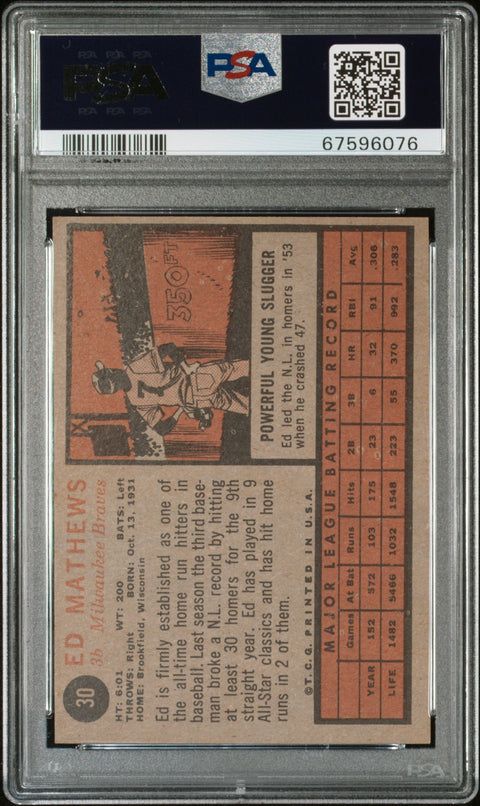 PSA
PSA
67596076
30
ED MATHEWS
3b Milwaukee Braves
HT: 6:01 WT: 200 BATS: Left
THROWS: Right BORN: Oct. 13, 1931
HOME: Brookfield, Wisconsin
Ed is firmly established as one of
the all-time home run hitters in
baseball. Last season the third base-
man broke a N.L. record by hitting
at least 30 homers for the 9th
straight year. Ed has played in 9
All-Star classics and has hit home
runs in 2 of them.
350FT
7
POWERFUL YOUNG SLUGGER
Ed led the N.L. in homers in '53
when he crashed 47.
©T.C.G. PRINTED IN U.S.A.
MAJOR LEAGUE BATTING RECORD
Games At Bat Runs Hits 2B 3B HR RBI Avg
YEAR 152 572 103 175 23 6 32 91 .306
LIFE 1482 5466 1032 1548 223 55 370 992 .283
PSA